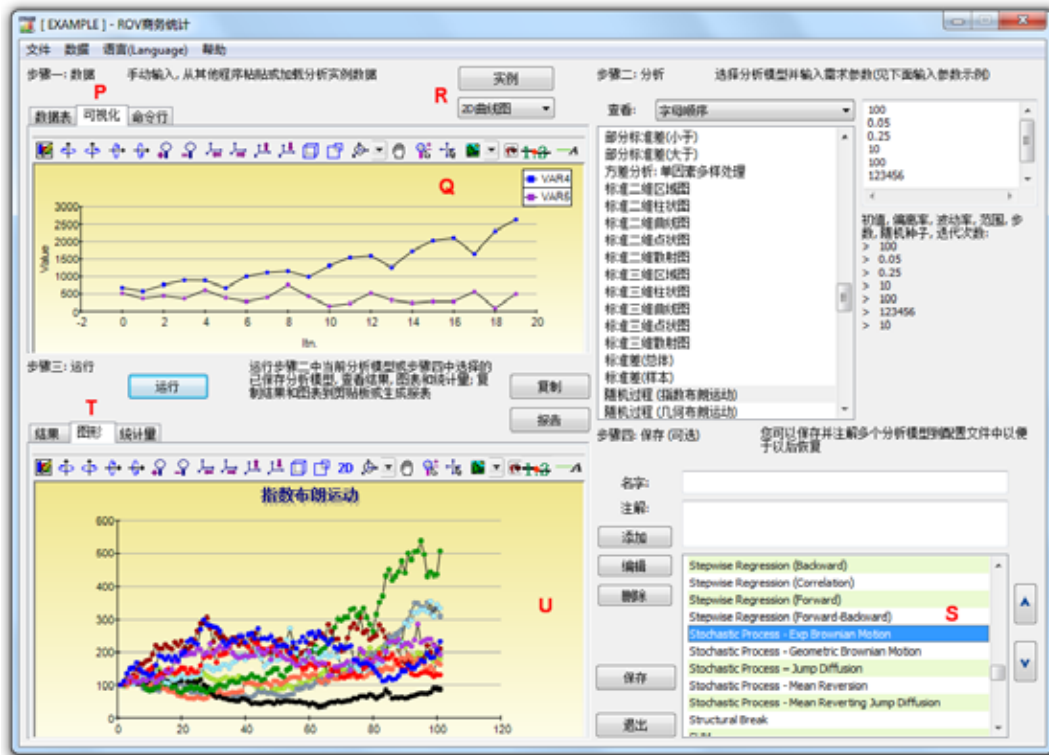 [ EXAMPLE ] - ROV商务统计
文件 数据 语言(Language) 帮助
步骤一: 数据 手动输入, 从其他程序粘贴或加载分析实例数据
P
R
实例
2D曲线图
数据表 可视化 命令行
Q
VAR4
VAR5
3000
2500
2000
1500
1000
500
0
Value
-2 0 2 4 6 8 10 12 14 16 18 20
Itn.
步骤三: 运行
运行
运行步骤二中当前分析模型或步骤四中选择的
已保存分析模型, 查看结果, 图表和统计量; 复
制结果和图表到剪贴板或生成报表
复制
报告
T
结果 图形 统计量
2D
指数布朗运动
600
500
400
300
200
100
0
0 20 40 60 80 100 120
U
步骤二: 分析 选择分析模型并输入需求参数(见下面输入参数示例)
查看: 字母顺序
部分标准差(小于)
部分标准差(大于)
方差分析: 单因素多样处理
标准二维区域图
标准二维柱状图
标准二维曲线图
标准二维点状图
标准二维散射图
标准三维区域图
标准三维柱状图
标准三维曲线图
标准三维点状图
标准三维散射图
标准差(总体)
标准差(样本)
随机过程 (指数布朗运动)
随机过程 (几何布朗运动)
100
0.05
0.25
10
100
123456
初值, 偏离率, 波动率, 范围, 步
数, 随机种子, 迭代次数:
> 100
> 0.05
> 0.25
> 10
> 100
> 123456
> 10
步骤四: 保存 (可选) 您可以保存并注解多个分析模型到配置文件中以便
于以后恢复
名字:
注解:
添加
编辑
删除
保存
退出
Stepwise Regression (Backward)
Stepwise Regression (Correlation)
Stepwise Regression (Forward)
Stepwise Regression (Forward-Backward)
S
Stochastic Process - Exp Brownian Motion
Stochastic Process - Geometric Brownian Motion
Stochastic Process – Jump Diffusion
Stochastic Process - Mean Reversion
Stochastic Process - Mean Reverting Jump Diffusion
Structural Break